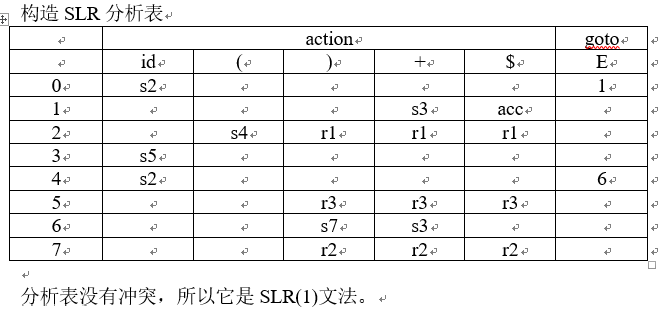 构造 SLR 分析表
action goto
id ( ) + $ E
0 s2 1
1 s3 acc
2 s4 r1 r1 r1
3 s5
4 s2 6
5 r3 r3 r3
6 s7 s3
7 r2 r2 r2
分析表没有冲突，所以它是 SLR(1)文法。